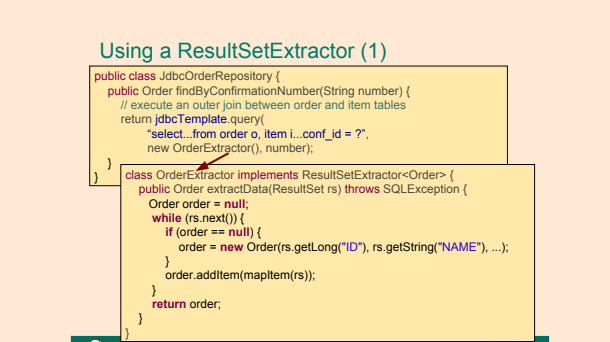 Using a ResultSetExtractor (1)
public class JdbcOrderRepository {
public Order findByConfirmationNumber(String number) {
// execute an outer join between order and item tables
return jdbcTemplate.query(
“select...from order o, item i...conf_id = ?”,
new OrderExtractor(), number);
}
}
class OrderExtractor implements ResultSetExtractor<Order> {
public Order extractData(ResultSet rs) throws SQLException {
Order order = null;
while (rs.next()) {
if (order == null) {
order = new Order(rs.getLong("ID"), rs.getString("NAME"), ...);
}
order.addItem(mapItem(rs));
}
return order;
}
}